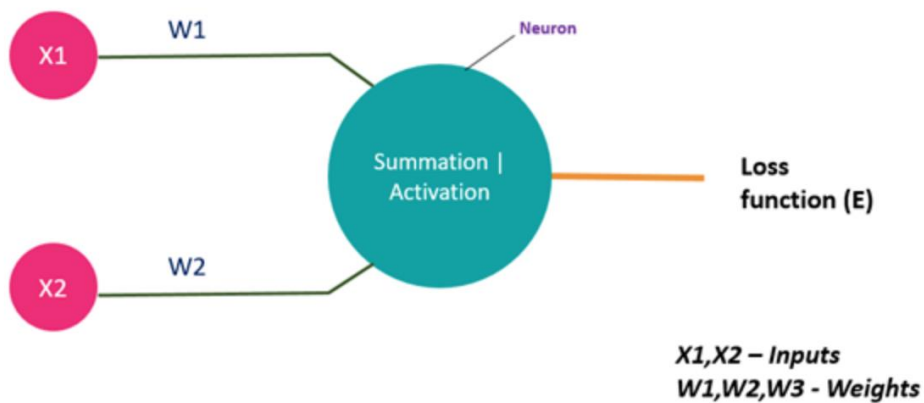 W1
Neuron
X1
Summation |
Activation
Loss
function (E)
W2
X2
X1,X2 – Inputs
W1,W2,W3 - Weights